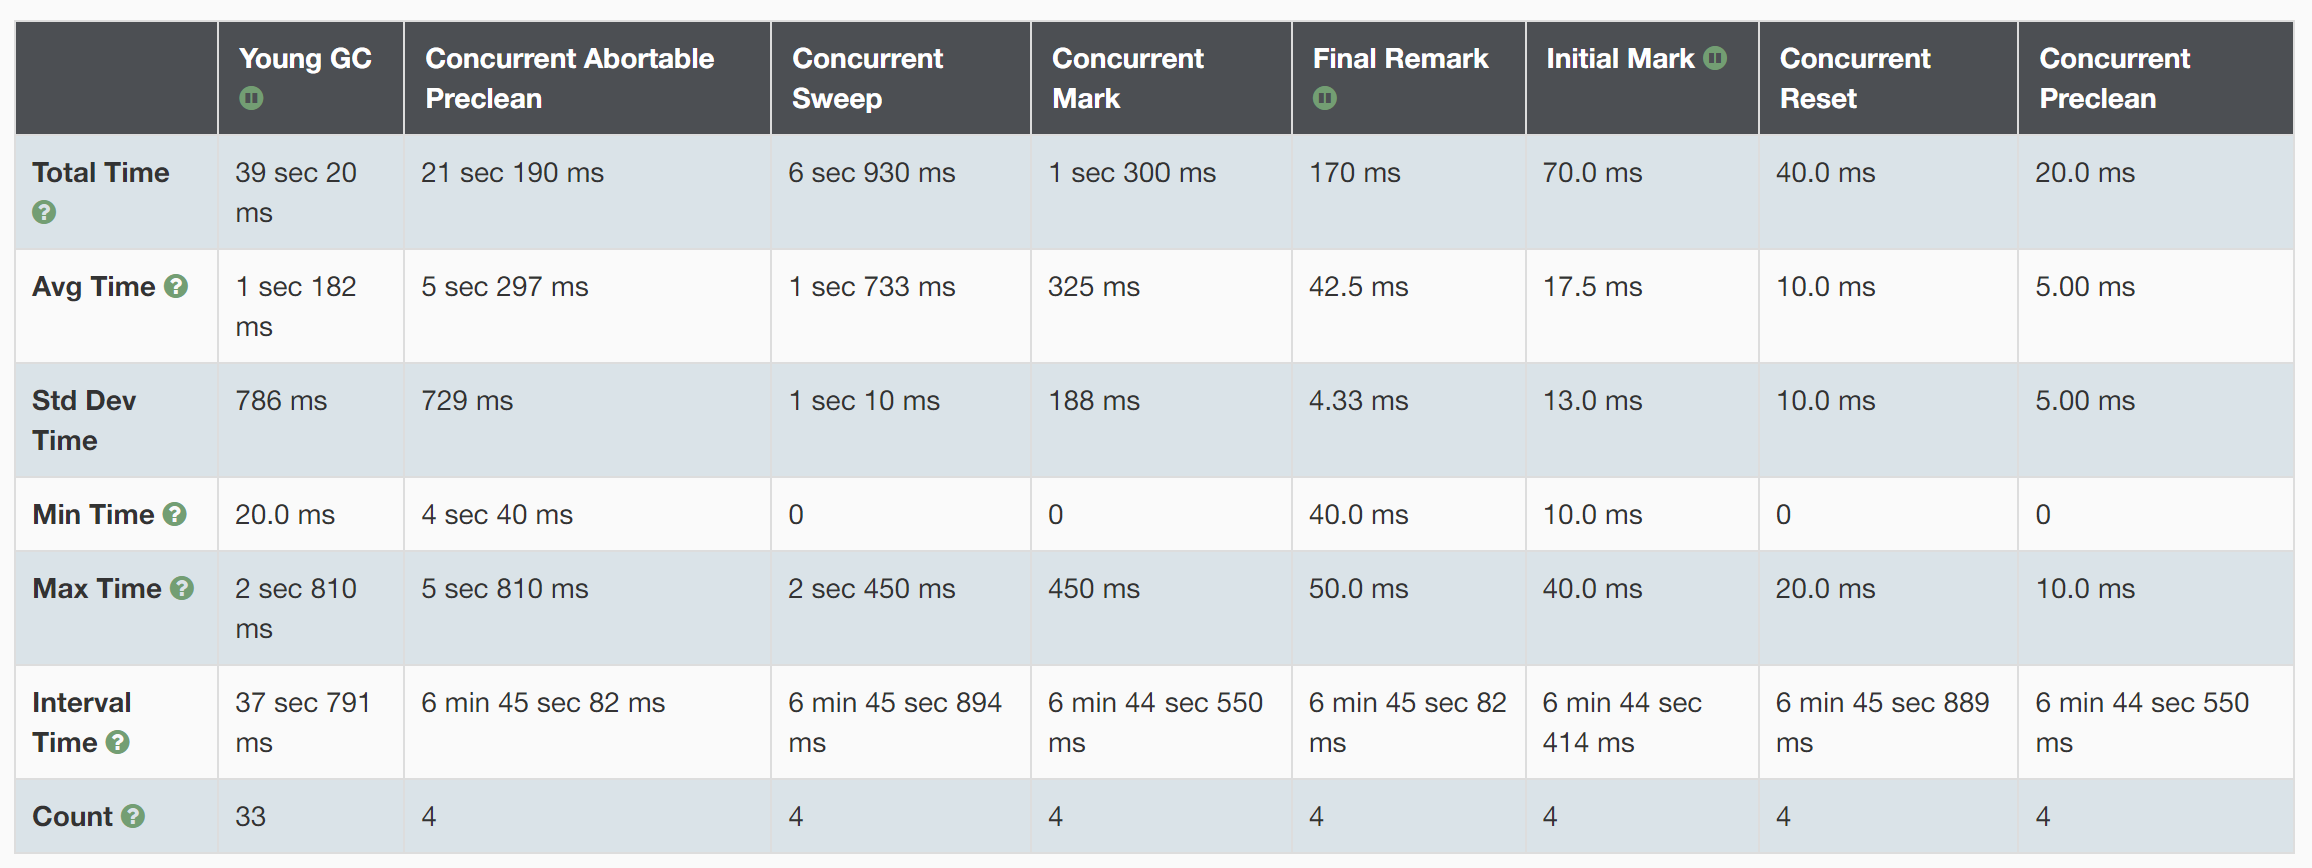 Young GC
Concurrent Abortable Preclean
Concurrent Sweep
Concurrent Mark
Final Remark
Initial Mark
Concurrent Reset
Concurrent Preclean
Total Time
39 sec 20 ms
21 sec 190 ms
6 sec 930 ms
1 sec 300 ms
170 ms
70.0 ms
40.0 ms
20.0 ms
Avg Time
1 sec 182 ms
5 sec 297 ms
1 sec 733 ms
325 ms
42.5 ms
17.5 ms
10.0 ms
5.00 ms
Std Dev Time
786 ms
729 ms
1 sec 10 ms
188 ms
4.33 ms
13.0 ms
10.0 ms
5.00 ms
Min Time
20.0 ms
4 sec 40 ms
0
0
40.0 ms
10.0 ms
0
0
Max Time
2 sec 810 ms
5 sec 810 ms
2 sec 450 ms
450 ms
50.0 ms
40.0 ms
20.0 ms
10.0 ms
Interval Time
37 sec 791 ms
6 min 45 sec 82 ms
6 min 45 sec 894 ms
6 min 44 sec 550 ms
6 min 45 sec 82 ms
6 min 44 sec 414 ms
6 min 45 sec 889 ms
6 min 44 sec 550 ms
Count
33
4
4
4
4
4
4
4